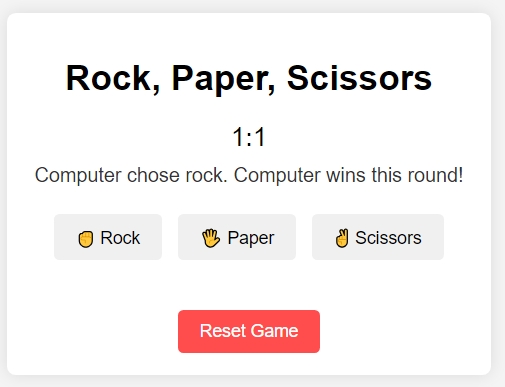 Rock, Paper, Scissors
1:1
Computer chose rock. Computer wins this round!
✊ Rock 🖐 Paper ✌ Scissors
Reset Game